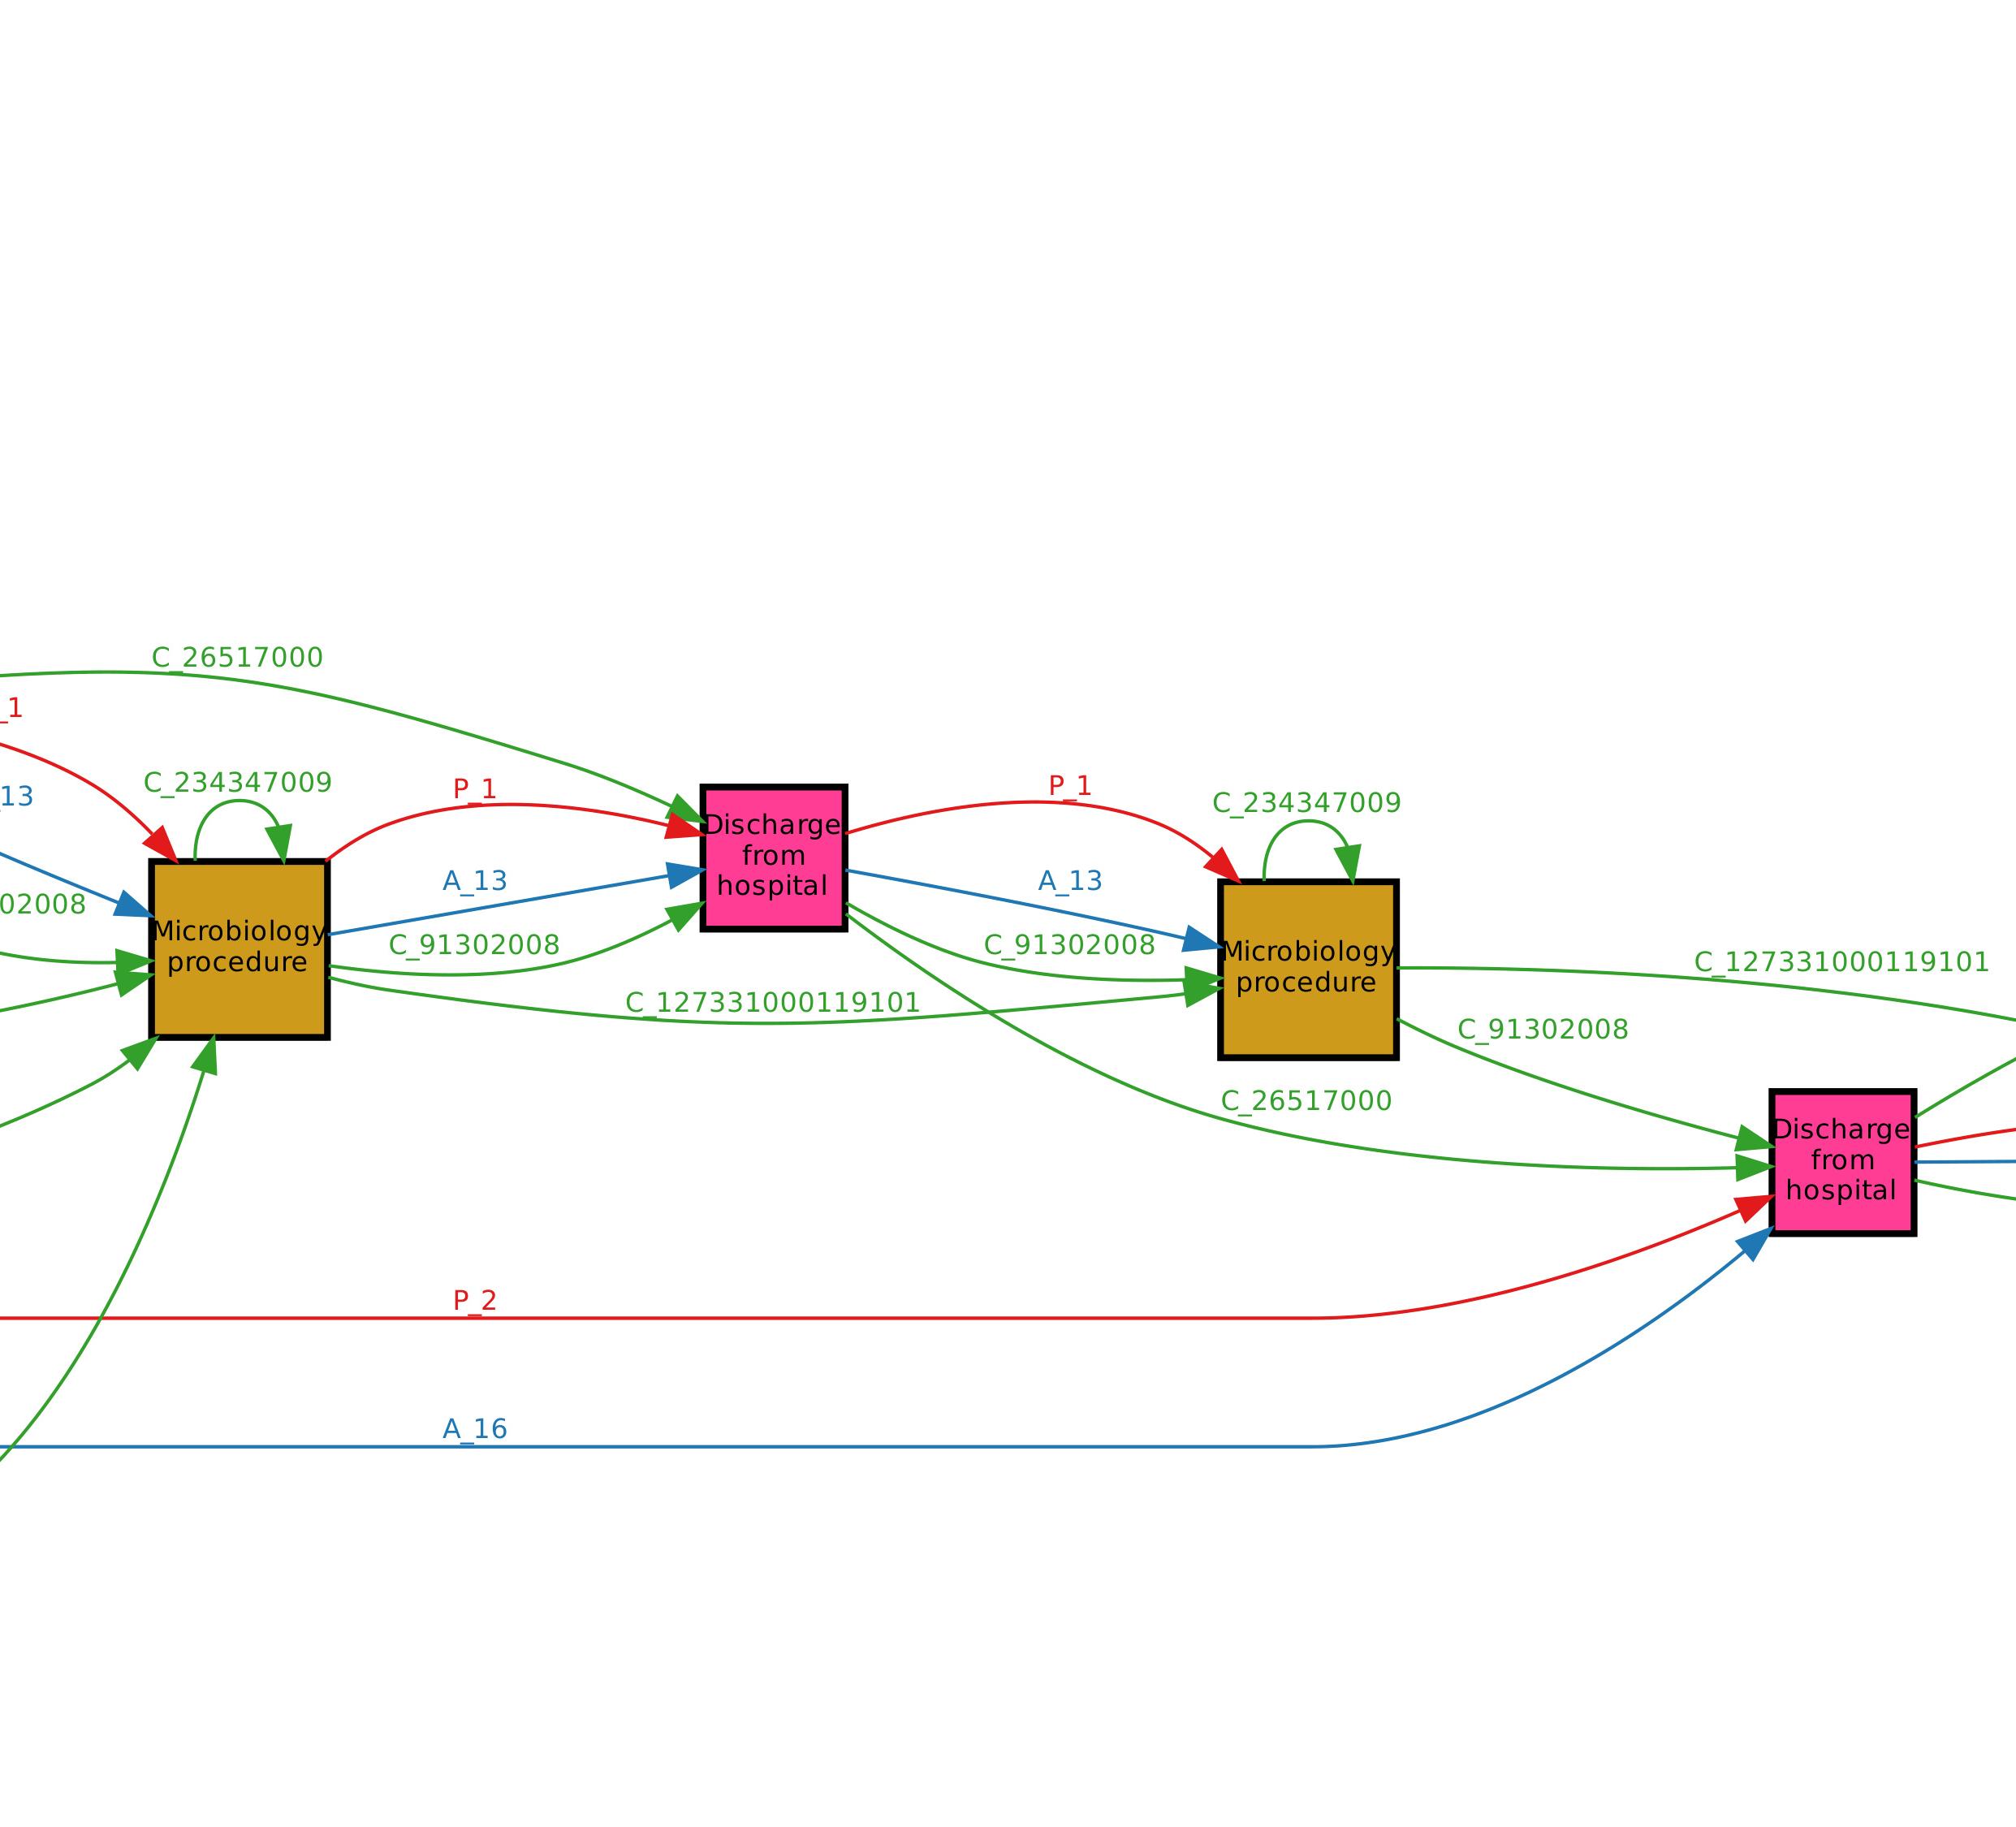 C_26517000
_1
C_234347009
13
P_1
P_1
C_234347009
Discharge
from
hospital
A_13
A_13
02008
Microbiology
procedure
C_91302008
C_91302008
Microbiology
procedure
C_127331000119101
C_127331000119101
C_91302008
C_26517000
Discharge
from
hospital
P_2
A_16